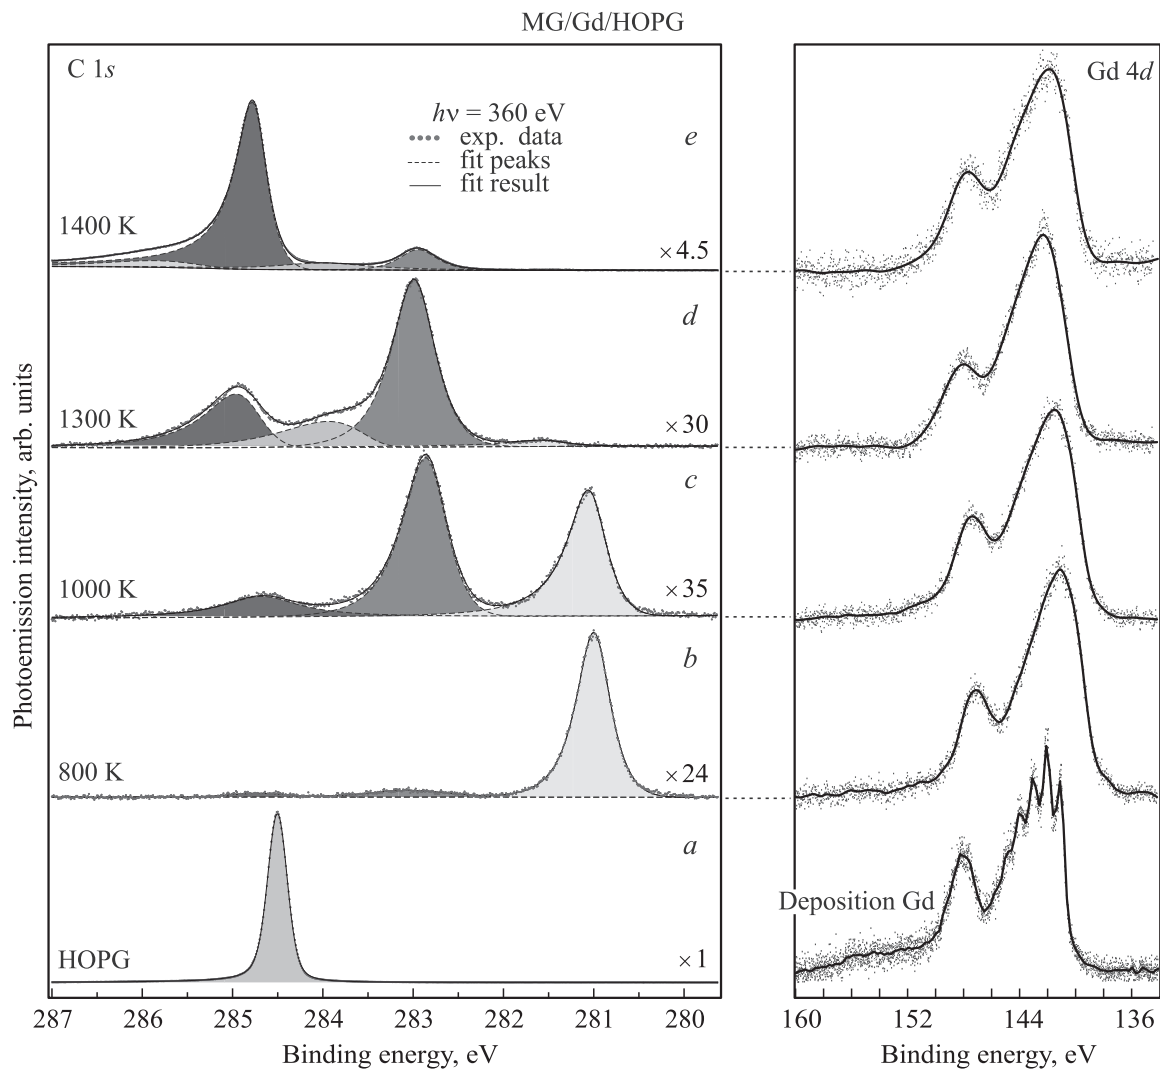 MG/Gd/HOPG
C 1s
Gd 4d
hν = 360 eV
exp. data
fit peaks
fit result
e
1400 K
×4.5
d
1300 K
×30
c
1000 K
×35
b
800 K
×24
a
HOPG
×1
Deposition Gd
Photoemission intensity, arb. units
287 286 285 284 283 282 281 280
160 152 144 136
Binding energy, eV
Binding energy, eV